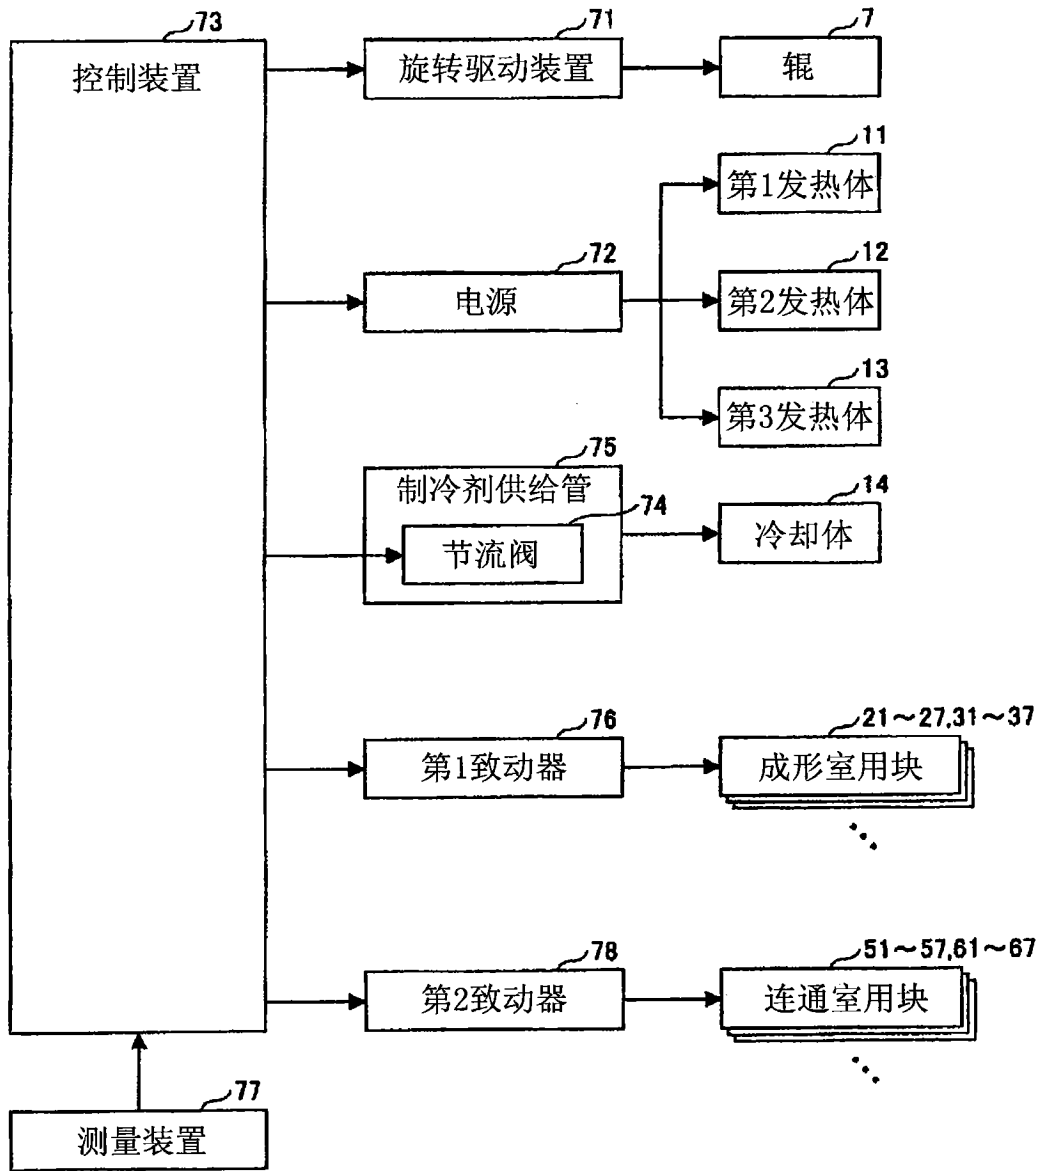 73
控制装置
71
旋转驱动装置
7
辊
11
第1发热体
72
电源
12
第2发热体
13
第3发热体
75
制冷剂供给管
74
节流阀
14
冷却体
76
第1致动器
21～27,31～37
成形室用块
78
第2致动器
51～57,61～67
连通室用块
77
测量装置